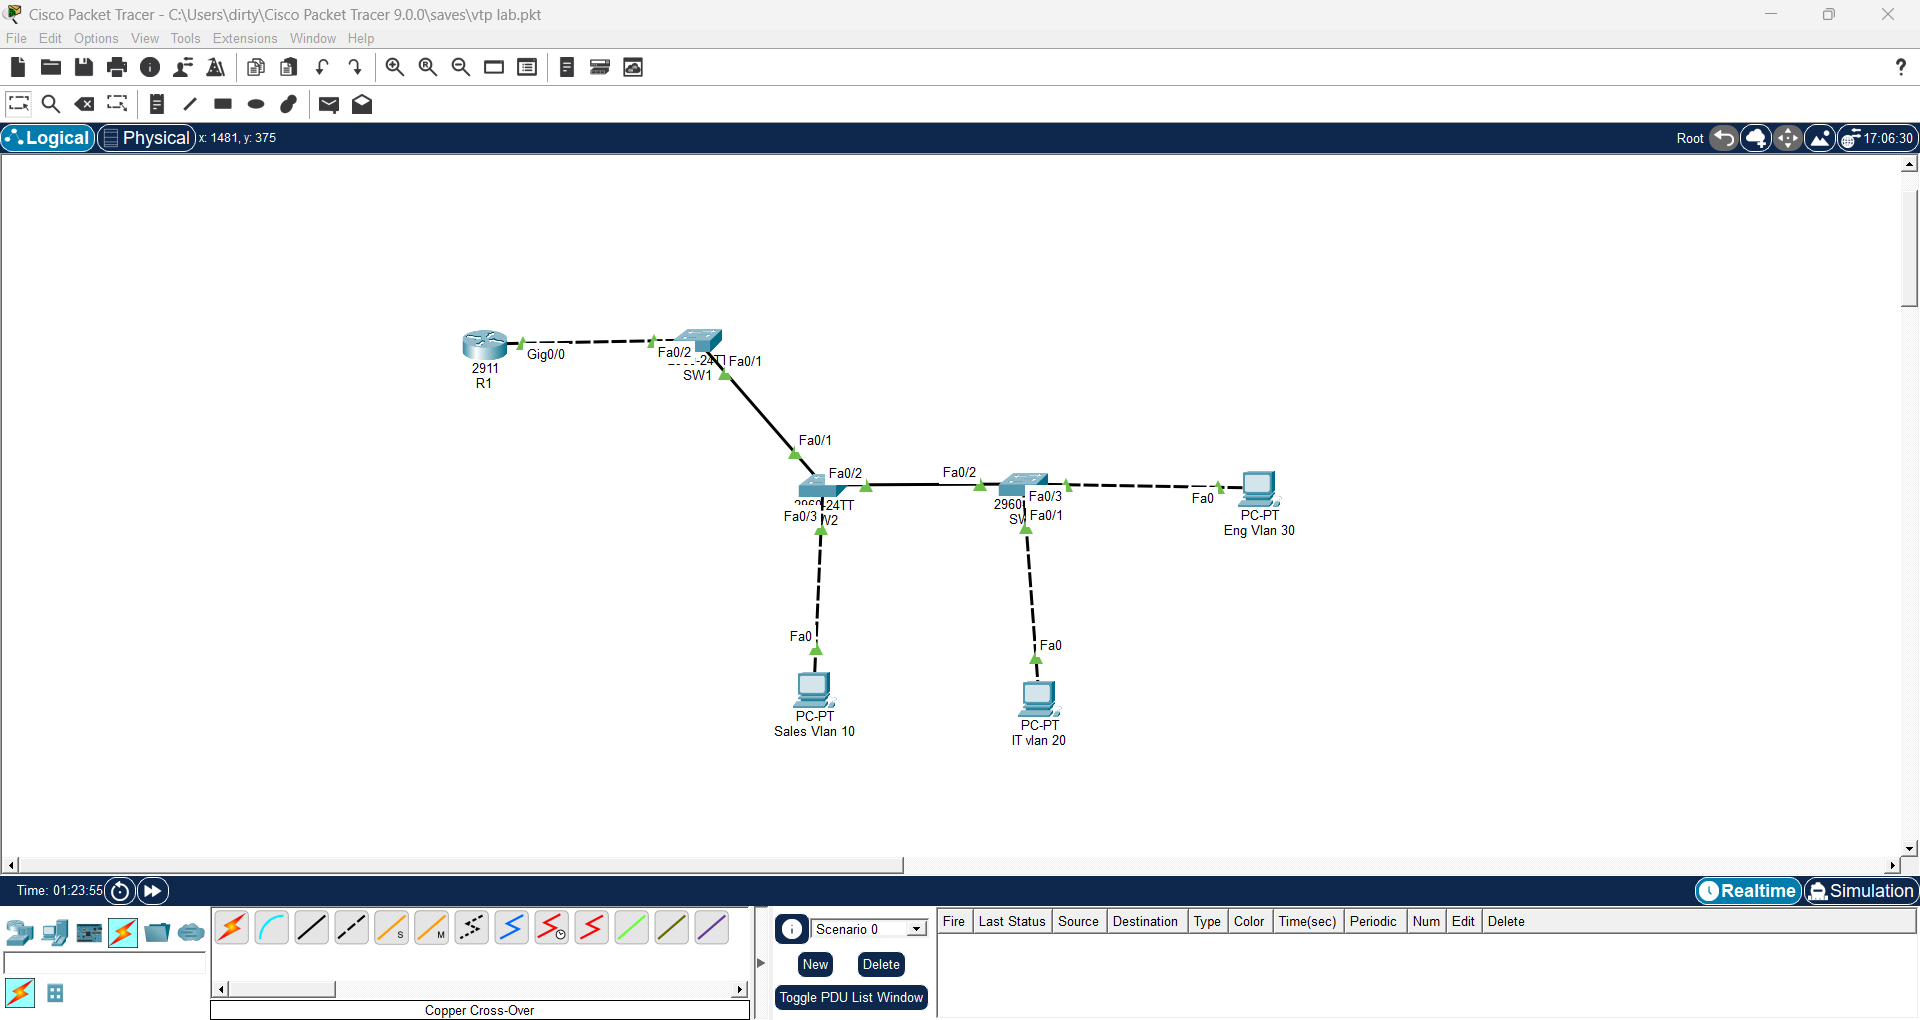 Cisco Packet Tracer - C:\Users\dirty\Cisco Packet Tracer 9.0.0\saves\vtp lab.pkt
File Edit Options View Tools Extensions Window Help
?
Logical Physical x: 1481, y: 375 Root 17:06:30
Gig0/0
2911
R1
Fa0/2
-24TT
Fa0/1
SW1
Fa0/1
Fa0/2
-24TT
Fa0/3
Fa0/2
2960
Fa0/3
Fa0/1
Fa0
PC-PT
Eng Vlan 30
Fa0
PC-PT
Sales Vlan 10
Fa0
PC-PT
IT vlan 20
Time: 01:23:55 Realtime Simulation
S M
Scenario 0
New Delete
Toggle PDU List Window
Fire Last Status Source Destination Type Color Time(sec) Periodic Num Edit Delete
Copper Cross-Over